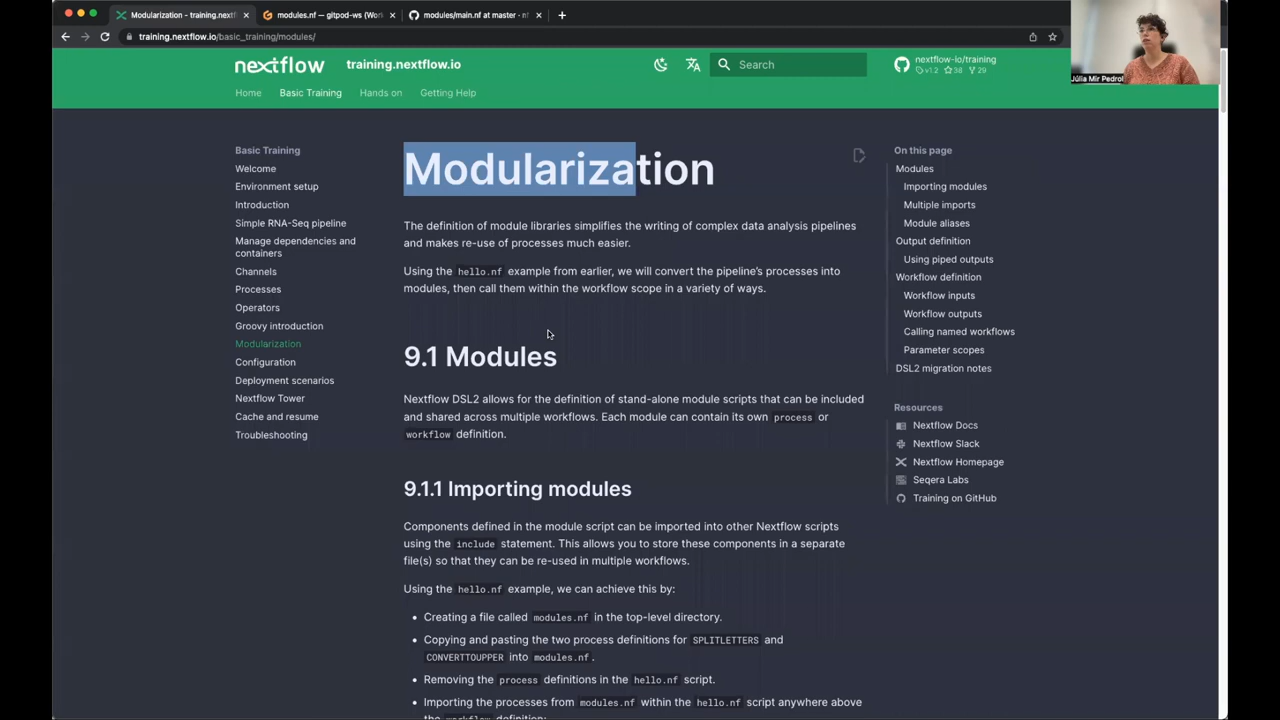 Modularization - training.nextf
modules.nf — gitpod-ws (Work
modules/main.nf at master · nf
training.nextflow.io/basic_training/modules/
Júlia Mir Pedrol
nextflow
training.nextflow.io
Search
nextflow-io/training
v1.2 38 29
Home
Basic Training
Hands on
Getting Help
Basic Training
Welcome
Environment setup
Introduction
Simple RNA-Seq pipeline
Manage dependencies and
containers
Channels
Processes
Operators
Groovy introduction
Modularization
Configuration
Deployment scenarios
Nextflow Tower
Cache and resume
Troubleshooting
Modularization
The definition of module libraries simplifies the writing of complex data analysis pipelines
and makes re-use of processes much easier.
Using the hello.nf example from earlier, we will convert the pipeline's processes into
modules, then call them within the workflow scope in a variety of ways.
9.1 Modules
Nextflow DSL2 allows for the definition of stand-alone module scripts that can be included
and shared across multiple workflows. Each module can contain its own process or
workflow definition.
9.1.1 Importing modules
Components defined in the module script can be imported into other Nextflow scripts
using the include statement. This allows you to store these components in a separate
file(s) so that they can be re-used in multiple workflows.
Using the hello.nf example, we can achieve this by:
• Creating a file called modules.nf in the top-level directory.
• Copying and pasting the two process definitions for SPLITLETTERS and
CONVERTTOUPPER into modules.nf.
• Removing the process definitions in the hello.nf script.
• Importing the processes from modules.nf within the hello.nf script anywhere above
the workflow definition:
On this page
Modules
Importing modules
Multiple imports
Module aliases
Output definition
Using piped outputs
Workflow definition
Workflow inputs
Workflow outputs
Calling named workflows
Parameter scopes
DSL2 migration notes
Resources
Nextflow Docs
Nextflow Slack
Nextflow Homepage
Seqera Labs
Training on GitHub